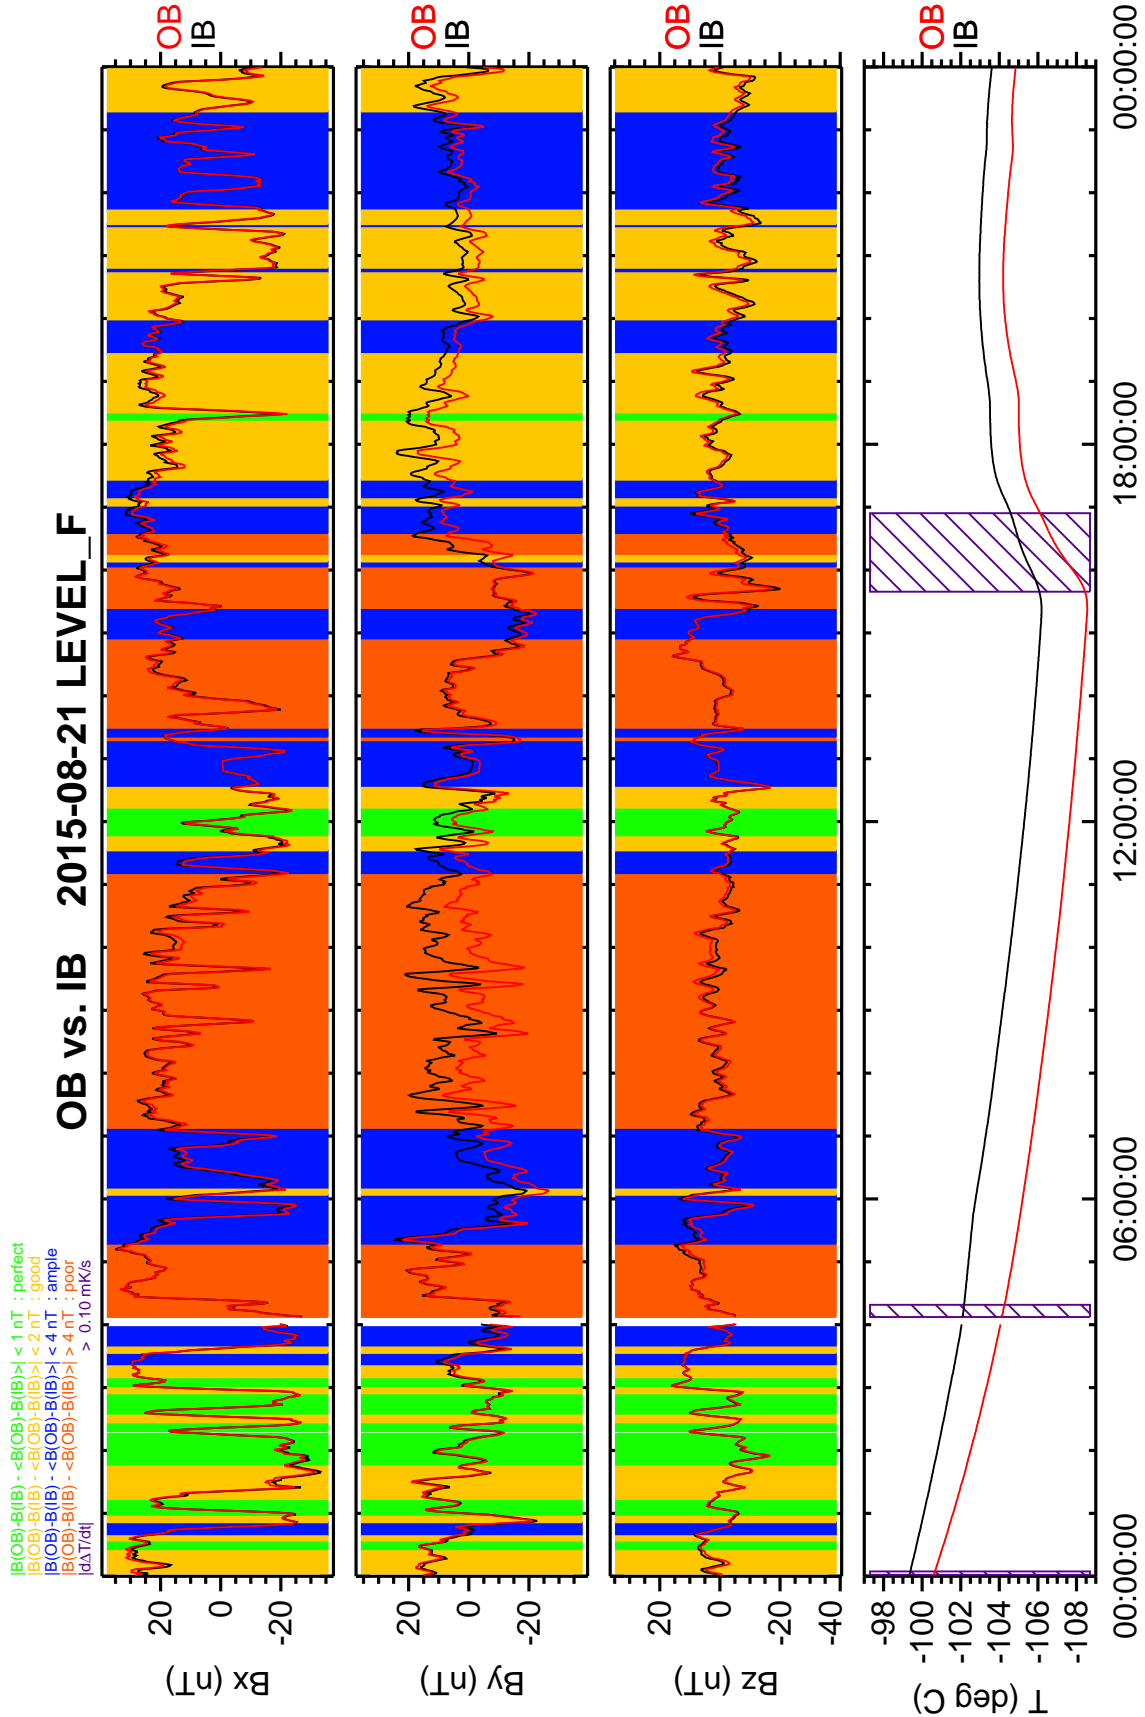 OB vs. IB 2015-08-21 LEVEL_F
|B(OB)-B(IB) - <B(OB)-B(IB)>| < 1 nT : perfect
|B(OB)-B(IB) - <B(OB)-B(IB)>| < 2 nT : good
|B(OB)-B(IB) - <B(OB)-B(IB)>| < 4 nT : ample
|B(OB)-B(IB) - <B(OB)-B(IB)>| > 4 nT : poor
|dΔT/dt| > 0.10 mK/s
Bx (nT)
20
0
-20
OB
IB
By (nT)
20
0
-20
OB
IB
Bz (nT)
20
0
-20
-40
OB
IB
T (deg C)
-98
-100
-102
-104
-106
-108
OB
IB
00:00:00
06:00:00
12:00:00
18:00:00
00:00:00